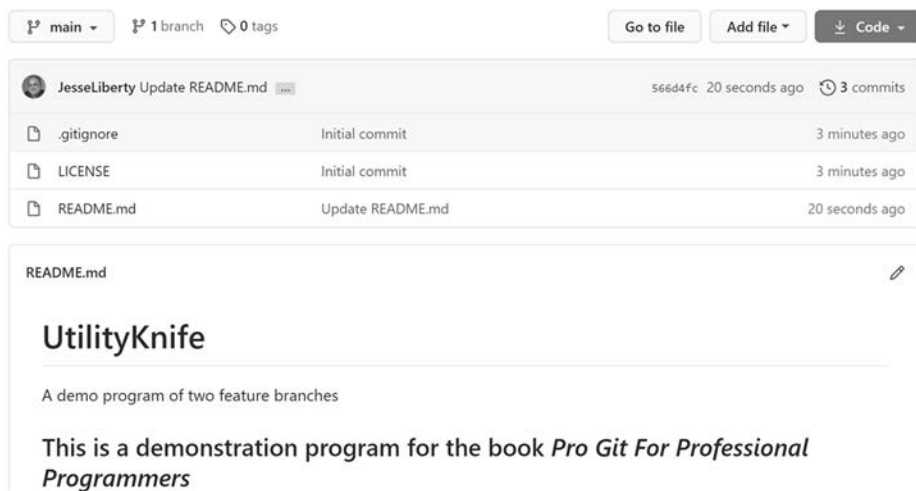 main 1 branch 0 tags Go to file Add file Code
JesseLiberty Update README.md ... 566d4fc 20 seconds ago 3 commits
.gitignore Initial commit 3 minutes ago
LICENSE Initial commit 3 minutes ago
README.md Update README.md 20 seconds ago
README.md
UtilityKnife
A demo program of two feature branches
This is a demonstration program for the book Pro Git For Professional
Programmers